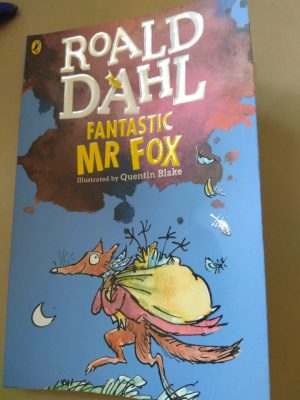 ROALD
DAHL
FANTASTIC
MR FOX
Illustrated by Quentin Blake